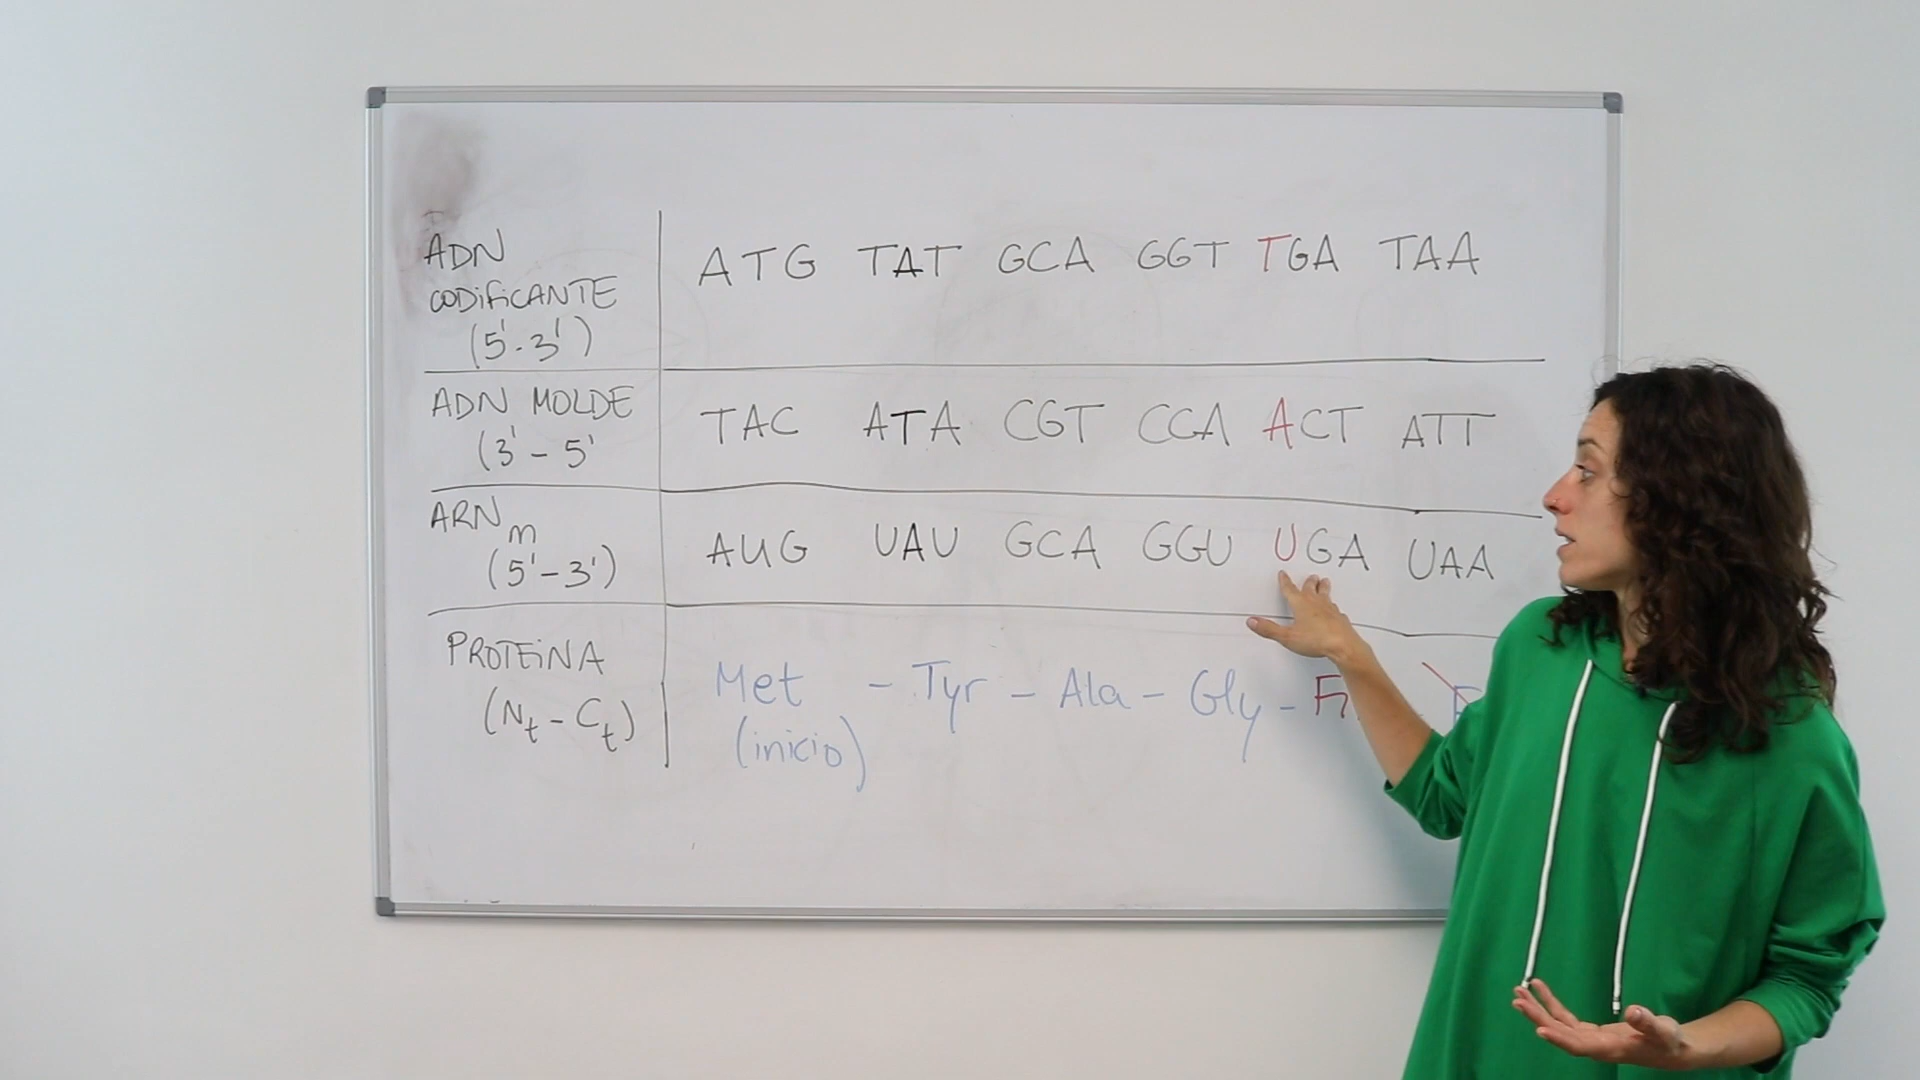 ADN
CODIFICANTE
(5'-3')
ATG TAT GCA GGT TGA TAA
ADN MOLDE
(3'-5'
TAC ATA CGT CCA ACT ATT
ARNm
(5'-3')
AUG UAU GCA GGU UGA UAA
PROTEINA
(Nt-Ct)
Met - Tyr - Ala - Gly -
(inicio)